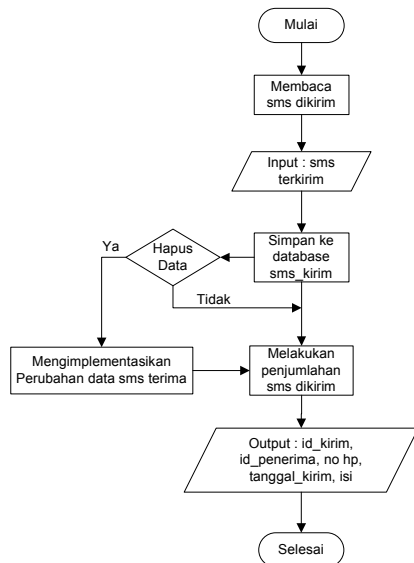 Mulai
Membaca
sms dikirim
Input : sms
terkirim
Simpan ke
database
sms_kirim
Hapus
Data
Ya
Tidak
Mengimplementasikan
Perubahan data sms terima
Melakukan
penjumlahan
sms dikirim
Output : id_kirim,
id_penerima, no hp,
tanggal_kirim, isi
Selesai